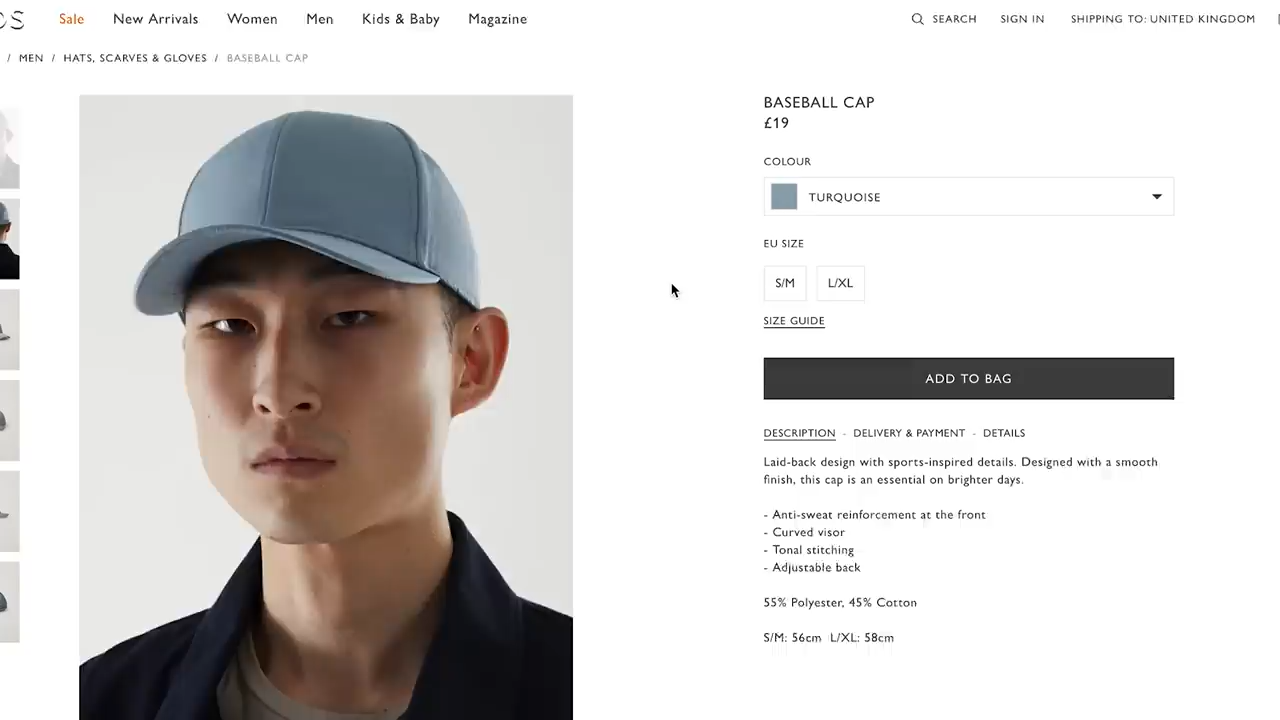 OS Sale New Arrivals Women Men Kids & Baby Magazine SEARCH SIGN IN SHIPPING TO: UNITED KINGDOM
/ MEN / HATS, SCARVES & GLOVES / BASEBALL CAP
BASEBALL CAP
£19
COLOUR
TURQUOISE
EU SIZE
S/M L/XL
SIZE GUIDE
ADD TO BAG
DESCRIPTION - DELIVERY & PAYMENT - DETAILS
Laid-back design with sports-inspired details. Designed with a smooth
finish, this cap is an essential on brighter days.
- Anti-sweat reinforcement at the front
- Curved visor
- Tonal stitching
- Adjustable back
55% Polyester, 45% Cotton
S/M: 56cm L/XL: 58cm